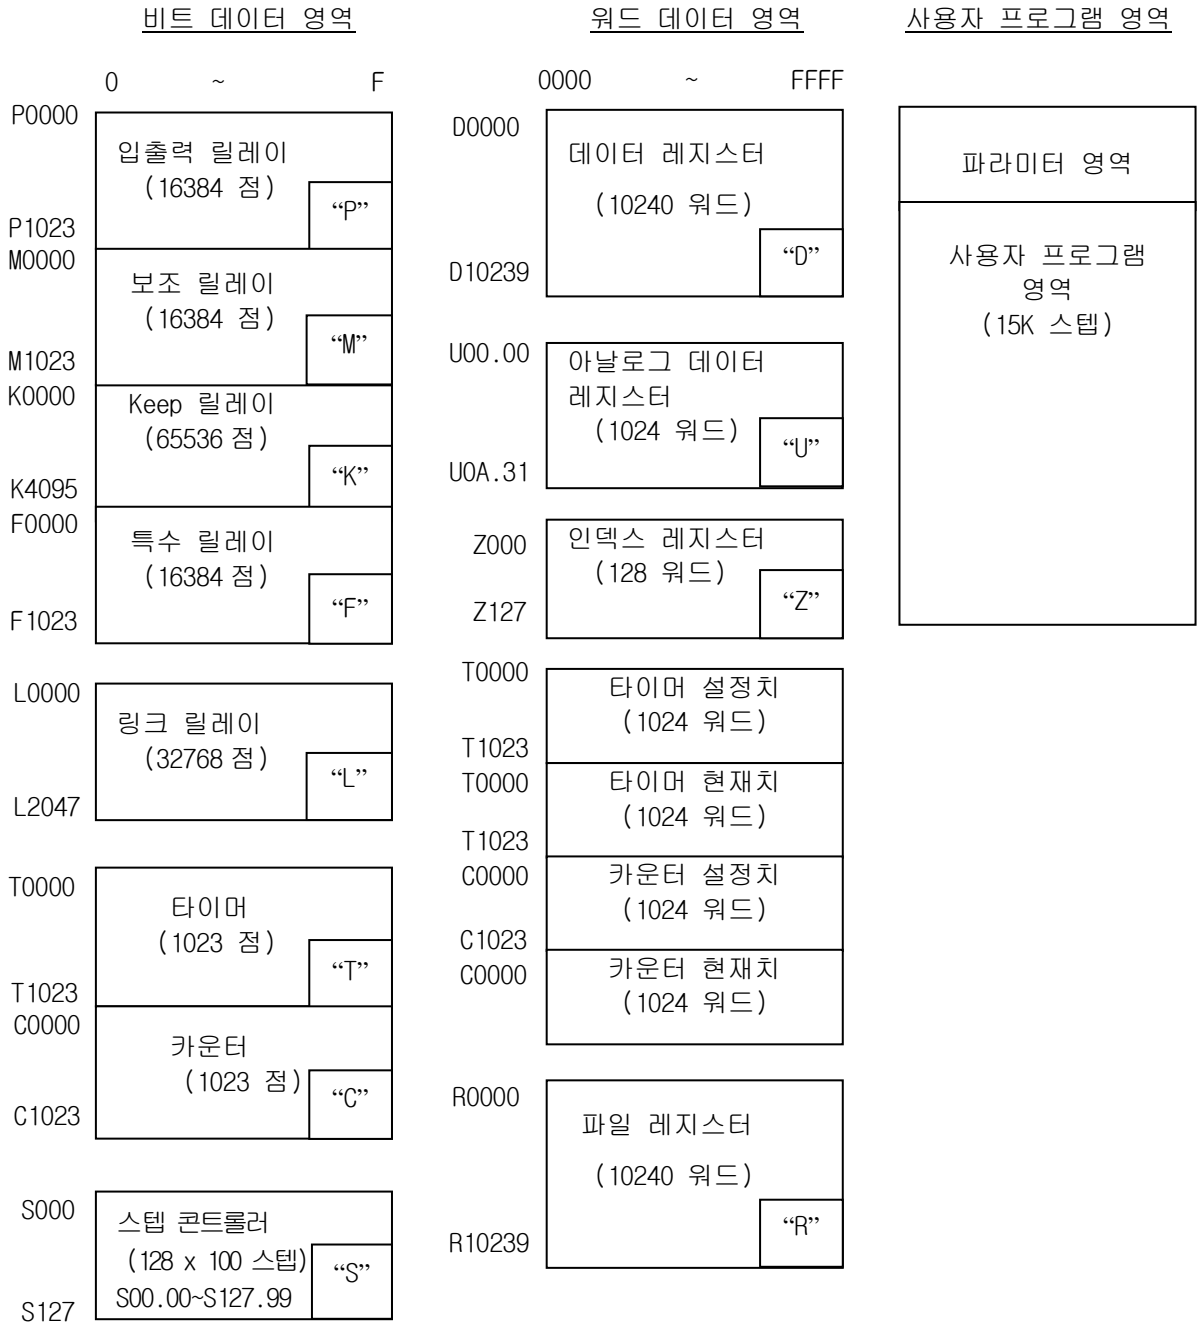 비트 데이터 영역
0 ~ F
P0000
입출력 릴레이
(16384 점)
“P”
P1023
M0000
보조 릴레이
(16384 점)
“M”
M1023
K0000
Keep 릴레이
(65536 점)
“K”
K4095
F0000
특수 릴레이
(16384 점)
“F”
F1023
L0000
링크 릴레이
(32768 점)
“L”
L2047
T0000
타이머
(1023 점)
“T”
T1023
C0000
카운터
(1023 점)
“C”
C1023
S000
스텝 콘트롤러
(128 x 100 스텝)
“S”
S00.00~S127.99
S127
워드 데이터 영역
0000 ~ FFFF
D0000
데이터 레지스터
(10240 워드)
“D”
D10239
U00.00
아날로그 데이터
레지스터
(1024 워드)
“U”
U0A.31
Z000
인덱스 레지스터
(128 워드)
“Z”
Z127
T0000
타이머 설정치
(1024 워드)
T1023
T0000
타이머 현재치
(1024 워드)
T1023
C0000
카운터 설정치
(1024 워드)
C1023
C0000
카운터 현재치
(1024 워드)
R0000
파일 레지스터
(10240 워드)
“R”
R10239
사용자 프로그램 영역
파라미터 영역
사용자 프로그램
영역
(15K 스텝)